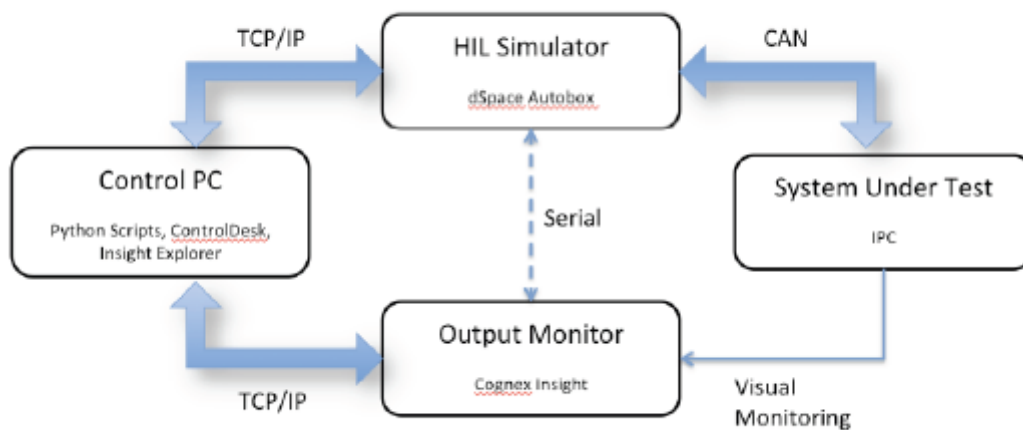 TCP/IP
HIL Simulator
CAN
dSpace Autobox
Control PC
Python Scripts, ControlDesk,
Insight Explorer
Serial
System Under Test
IPC
Output Monitor
Cognex Insight
TCP/IP
Visual
Monitoring